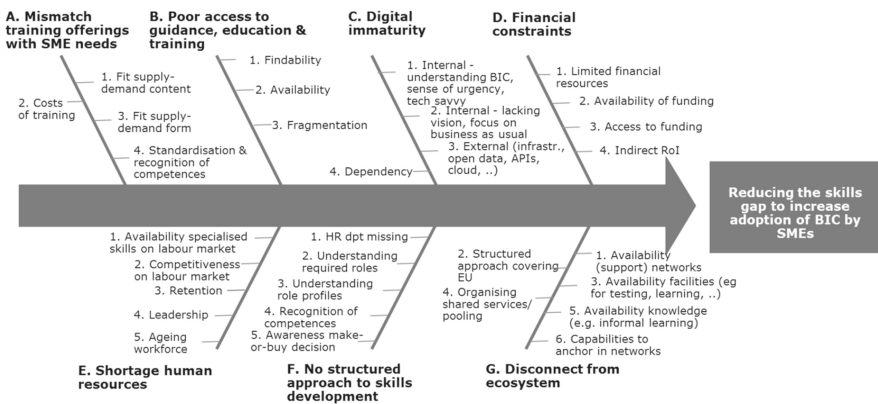 A. Mismatch
training offerings
with SME needs
1. Fit supply-
demand content
2. Costs
of training
3. Fit supply-
demand form
4. Standardisation &
recognition of
competences
B. Poor access to
guidance, education &
training
1. Findability
2. Availability
3. Fragmentation
C. Digital
immaturity
1. Internal -
understanding BIC,
sense of urgency,
tech savvy
2. Internal - lacking
vision, focus on
business as usual
3. External (infrastr.,
open data, APIs,
cloud, ..)
4. Dependency
D. Financial
constraints
1. Limited financial
resources
2. Availability of funding
3. Access to funding
4. Indirect RoI
Reducing the skills
gap to increase
adoption of BIC by
SMEs
1. Availability specialised
skills on labour market
2. Competitiveness
on labour market
3. Retention
4. Leadership
5. Ageing
workforce
E. Shortage human
resources
1. HR dpt missing
2. Understanding
required roles
3. Understanding
role profiles
4. Recognition of
competences
5. Awareness make-
or-buy decision
F. No structured
approach to skills
development
1. Availability
(support) networks
2. Structured
approach covering
EU
3. Availability facilities (eg
for testing, learning, ..)
4. Organising
shared services/
pooling
5. Availability knowledge
(e.g. informal learning)
6. Capabilities to
anchor in networks
G. Disconnect from
ecosystem